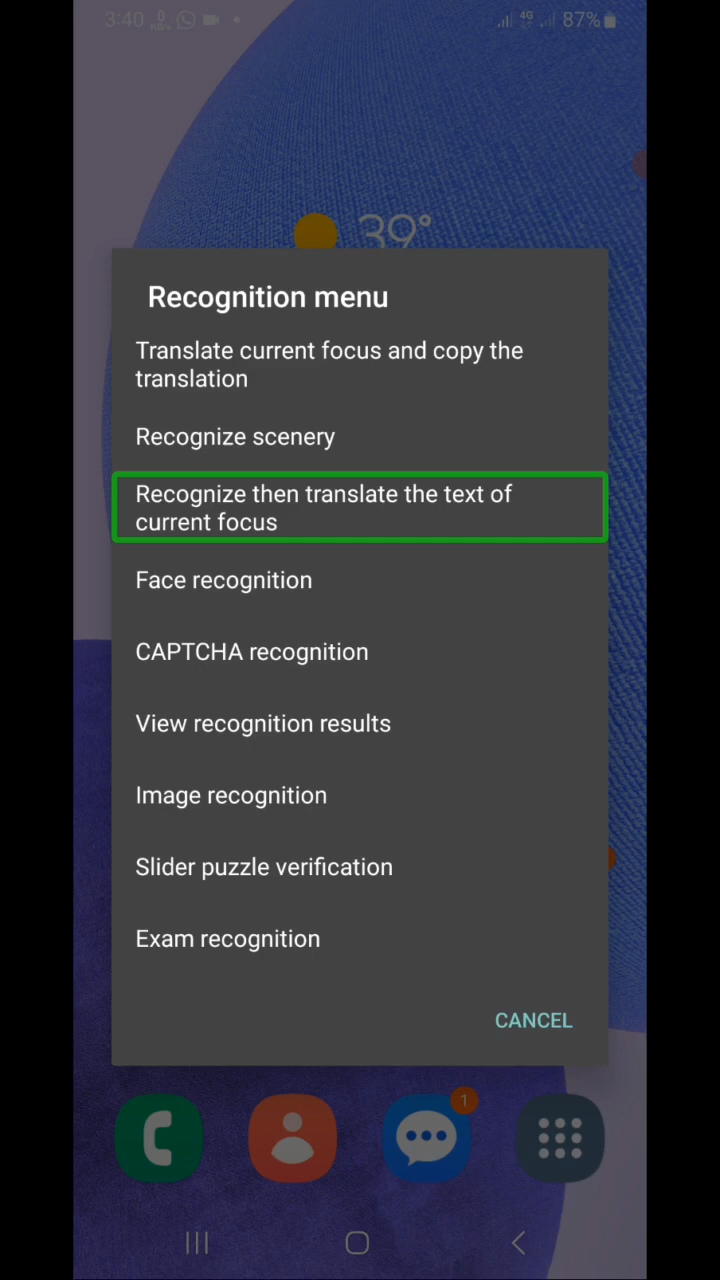 3:40
4G 87%
39°
Recognition menu
Translate current focus and copy the
translation
Recognize scenery
Recognize then translate the text of
current focus
Face recognition
CAPTCHA recognition
View recognition results
Image recognition
Slider puzzle verification
Exam recognition
CANCEL
1